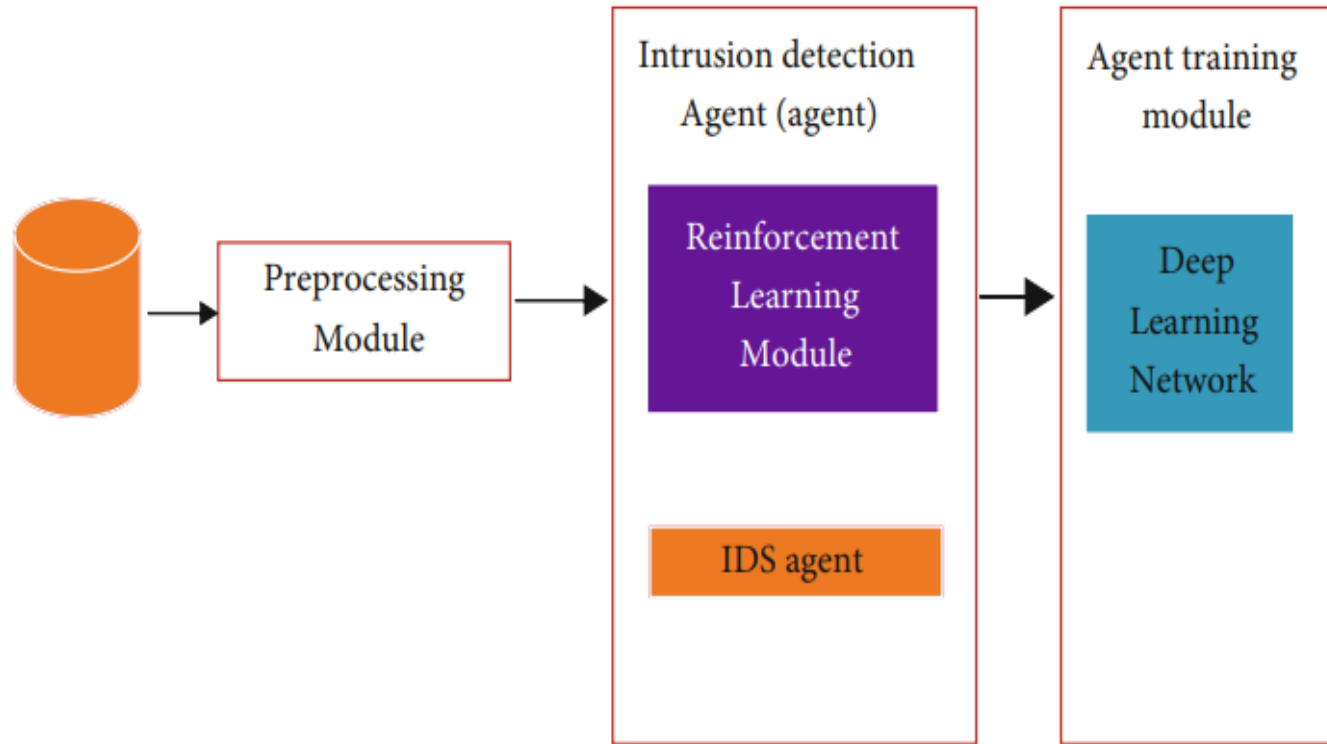 Preprocessing
Module
Intrusion detection
Agent (agent)
Reinforcement
Learning
Module
IDS agent
Agent training
module
Deep
Learning
Network